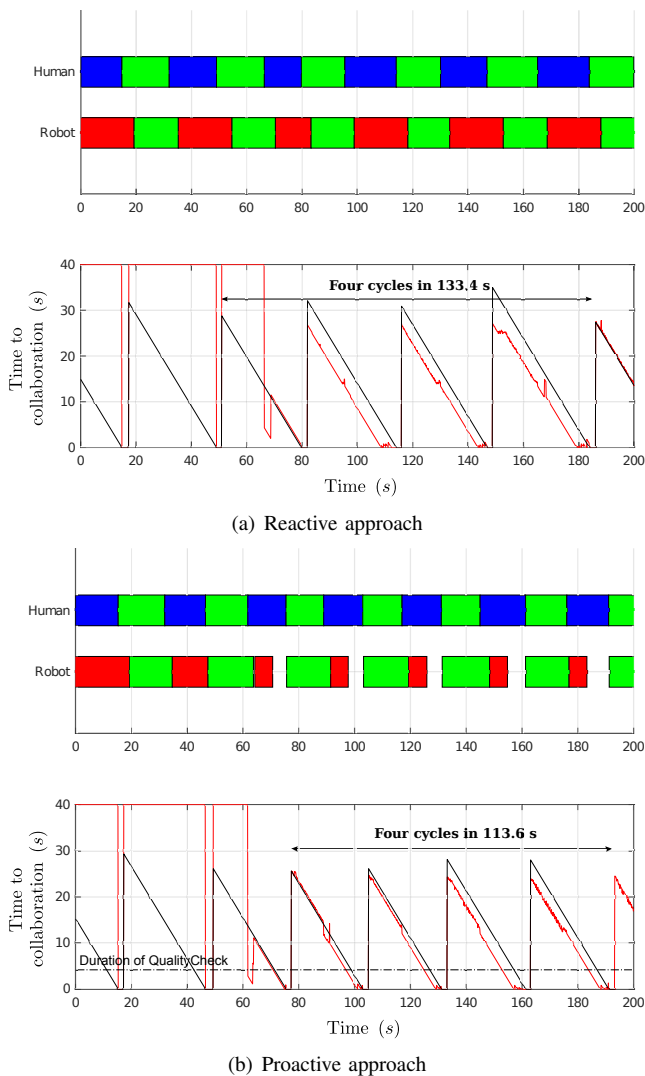 Human
Robot
0 20 40 60 80 100 120 140 160 180 200
40
30
20
10
0
Time to
collaboration (s)
Four cycles in 133.4 s
0 20 40 60 80 100 120 140 160 180 200
Time (s)
(a) Reactive approach
Human
Robot
0 20 40 60 80 100 120 140 160 180 200
40
30
20
10
0
Time to
collaboration (s)
Four cycles in 113.6 s
Duration of QualityCheck
0 20 40 60 80 100 120 140 160 180 200
Time (s)
(b) Proactive approach